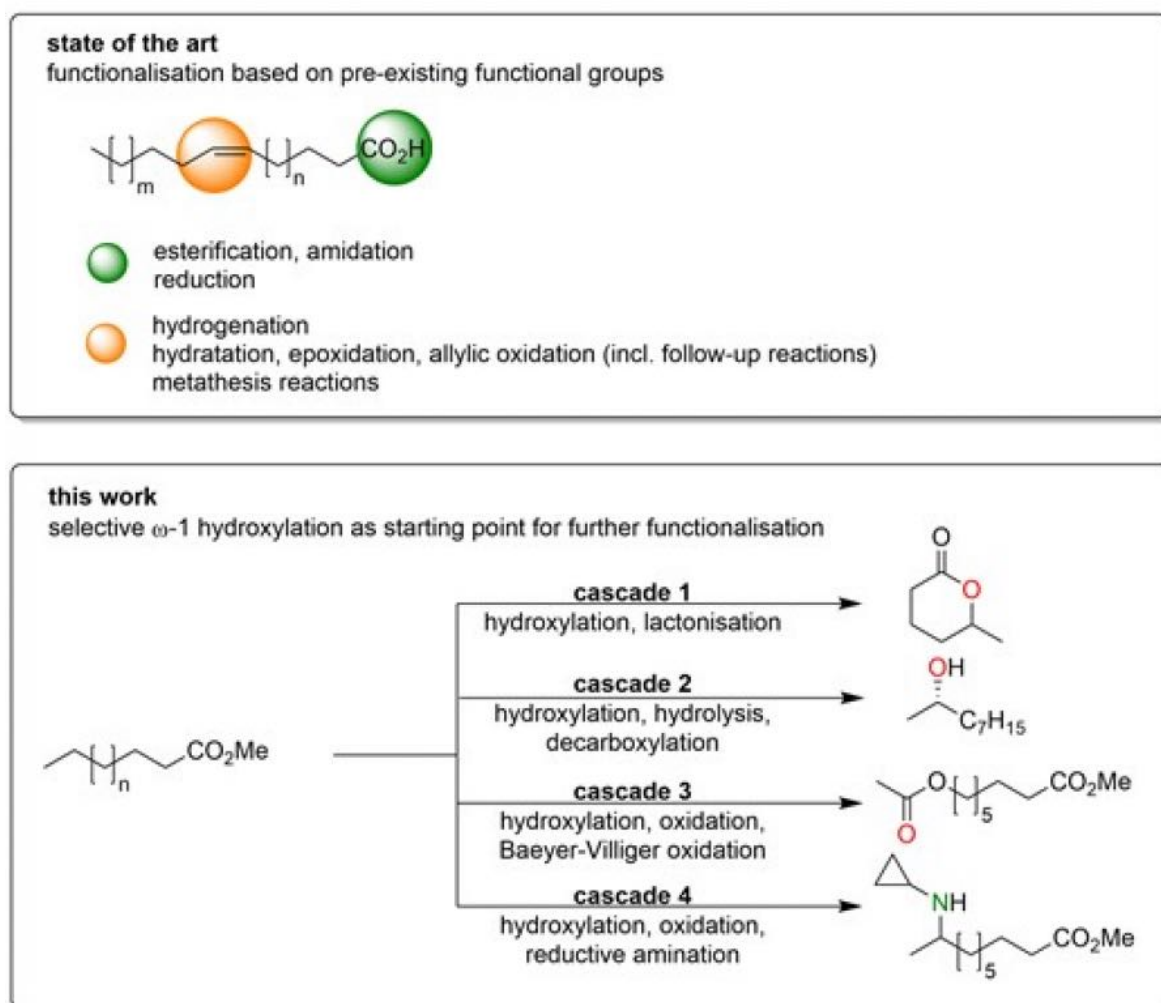 state of the art
functionalisation based on pre-existing functional groups
CO₂H
m
n
esterification, amidation
reduction
hydrogenation
hydratation, epoxidation, allylic oxidation (incl. follow-up reactions)
metathesis reactions
this work
selective ω-1 hydroxylation as starting point for further functionalisation
CO₂Me
n
cascade 1
hydroxylation, lactonisation
O
O
cascade 2
hydroxylation, hydrolysis,
decarboxylation
OH
C₇H₁₅
cascade 3
hydroxylation, oxidation,
Baeyer-Villiger oxidation
O
O
5
CO₂Me
cascade 4
hydroxylation, oxidation,
reductive amination
NH
5
CO₂Me